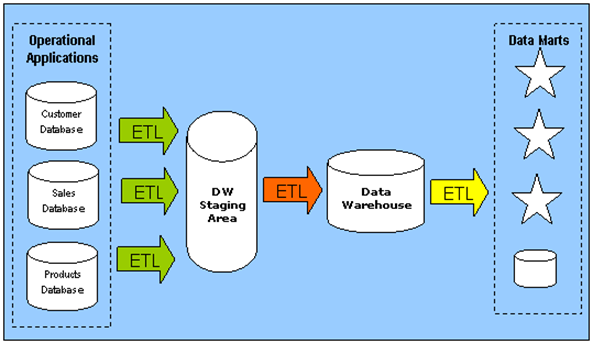 Operational
Applications
Customer
Database
Sales
Database
Products
Database
ETL
ETL
ETL
DW
Staging
Area
ETL
Data
Warehouse
ETL
Data Marts